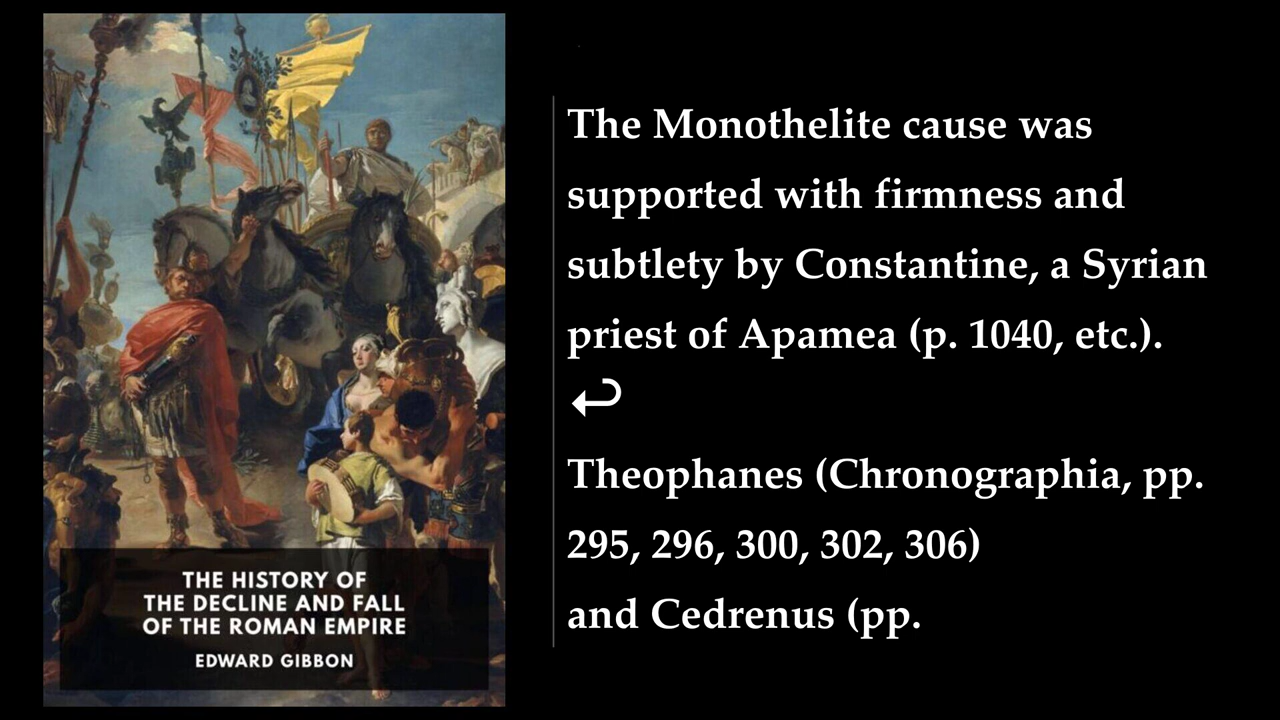 THE HISTORY OF
THE DECLINE AND FALL
OF THE ROMAN EMPIRE
EDWARD GIBBON
The Monothelite cause was
supported with firmness and
subtlety by Constantine, a Syrian
priest of Apamea (p. 1040, etc.).
↩
Theophanes (Chronographia, pp.
295, 296, 300, 302, 306)
and Cedrenus (pp.